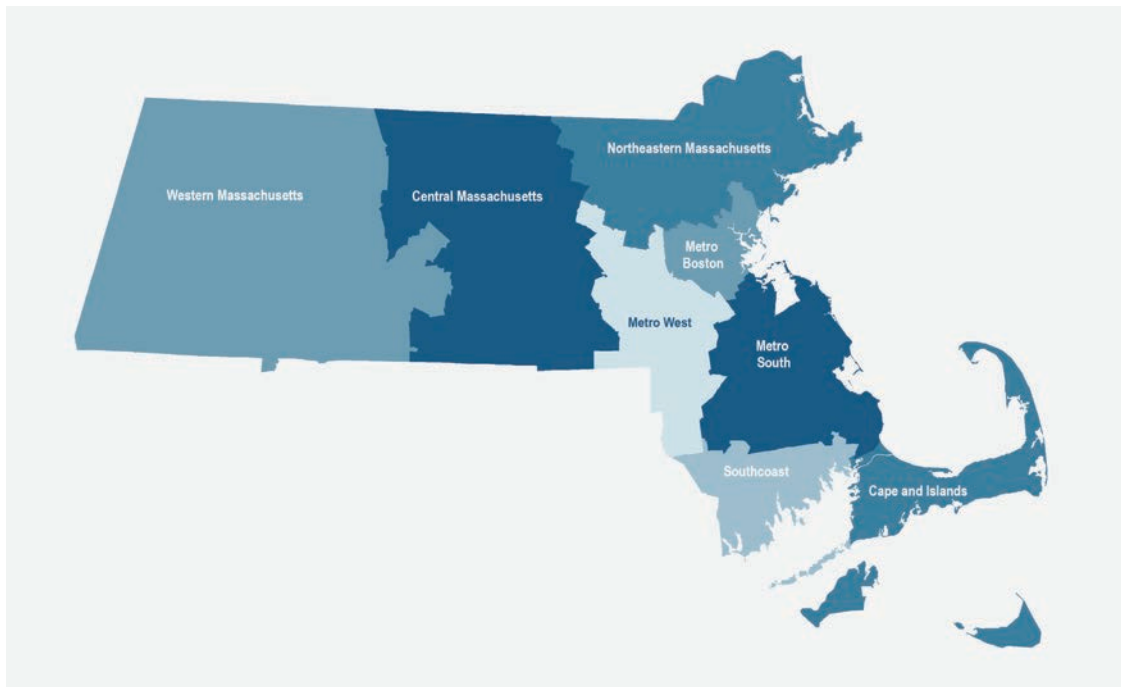 Northeastern Massachusetts
Western Massachusetts
Central Massachusetts
Metro
Boston
Metro West
Metro
South
Southcoast
Cape and Islands